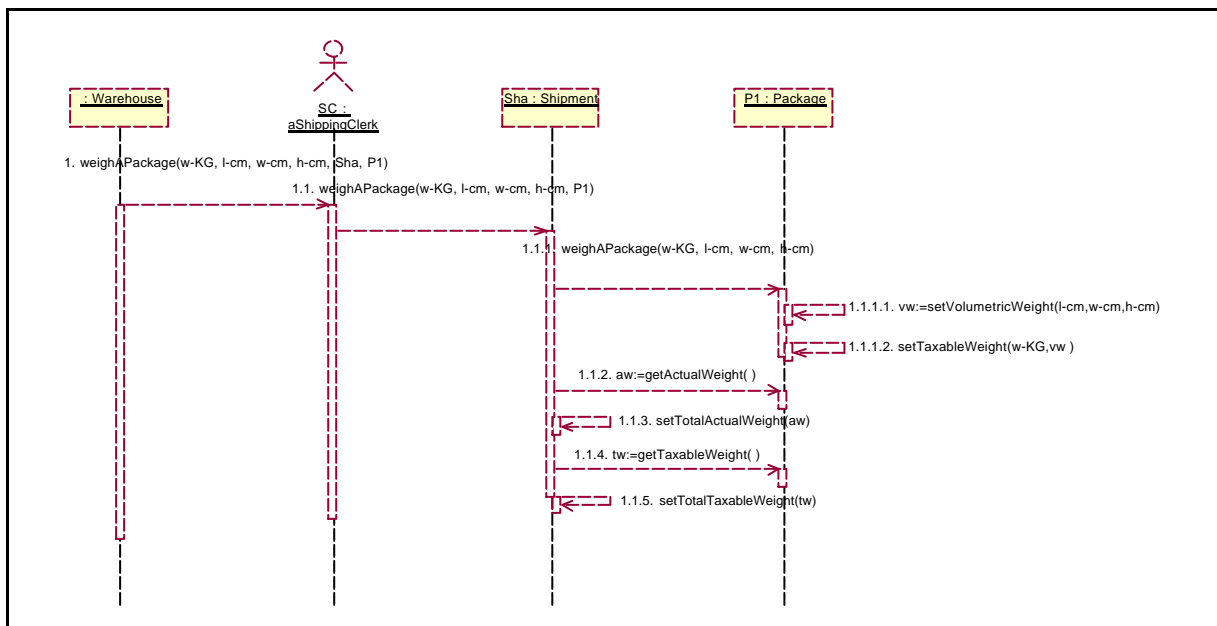 : Warehouse
SC :
aShippingClerk
Sha : Shipment
P1 : Package
1. weighAPackage(w-KG, l-cm, w-cm, h-cm, Sha, P1)
1.1. weighAPackage(w-KG, l-cm, w-cm, h-cm, P1)
1.1.1. weighAPackage(w-KG, l-cm, w-cm, h-cm)
1.1.1.1. vw:=setVolumetricWeight(l-cm,w-cm,h-cm)
1.1.1.2. setTaxableWeight(w-KG,vw )
1.1.2. aw:=getActualWeight( )
1.1.3. setTotalActualWeight(aw)
1.1.4. tw:=getTaxableWeight( )
1.1.5. setTotalTaxableWeight(tw)